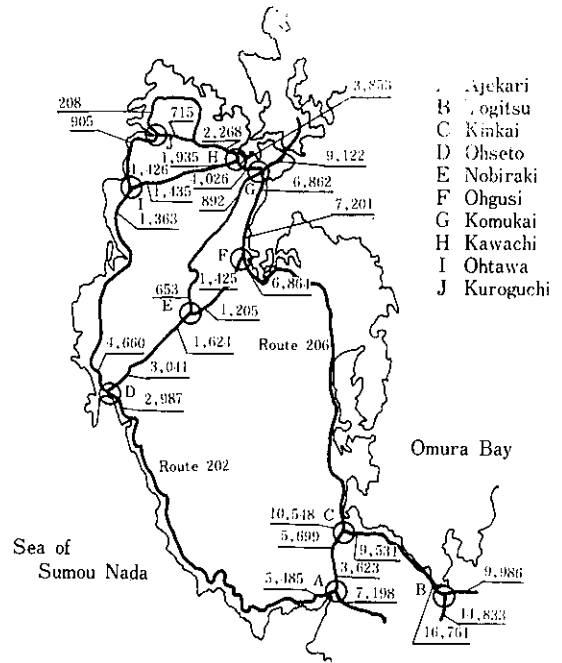 208
715
905
2,268
3,853
1,935
H
J
9,122
1,426
1,435
4,026
892
G
6,862
I
1,363
7,201
F
1,425
6,864
653
E
1,205
1,624
Route 206
4,660
3,041
D
2,987
Route 202
Omura Bay
Sea of
Sumou Nada
10,548
C
5,699
9,531
3,623
5,485
A
7,198
B
9,986
14,833
16,761
Ajekari
B Togitsu
C Kinkai
D Ohseto
E Nobiraki
F Ohgusi
G Komukai
H Kawachi
I Ohtawa
J Kuroguchi